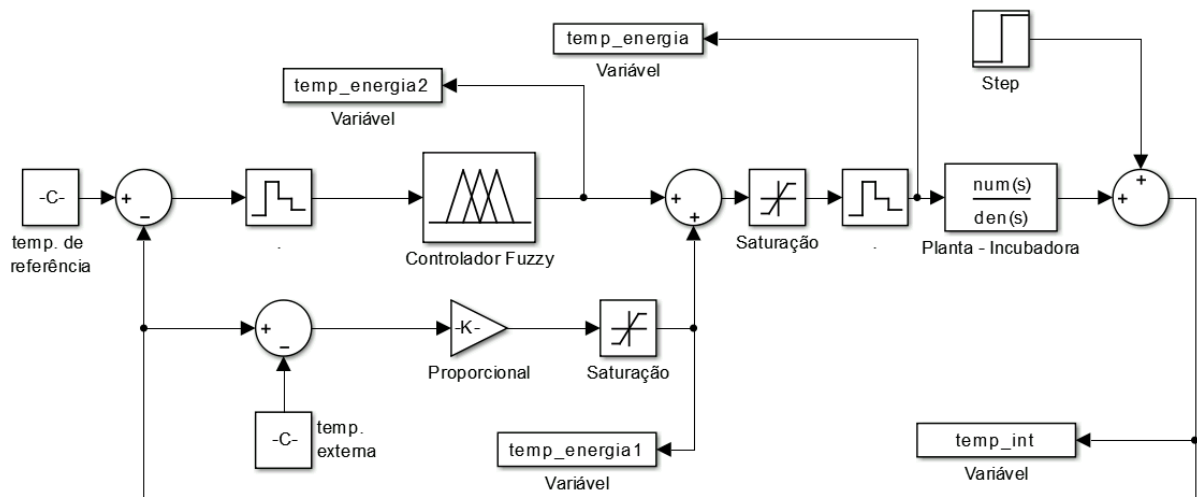 temp_energia
Variável
Step
temp_energia2
Variável
-C-
temp. de
referência
+
−
.
Controlador Fuzzy
+
+
Saturação
.
num(s)
den(s)
Planta - Incubadora
+
+
+
−
-K-
Proporcional
Saturação
-C-
temp.
externa
temp_energia1
Variável
temp_int
Variável